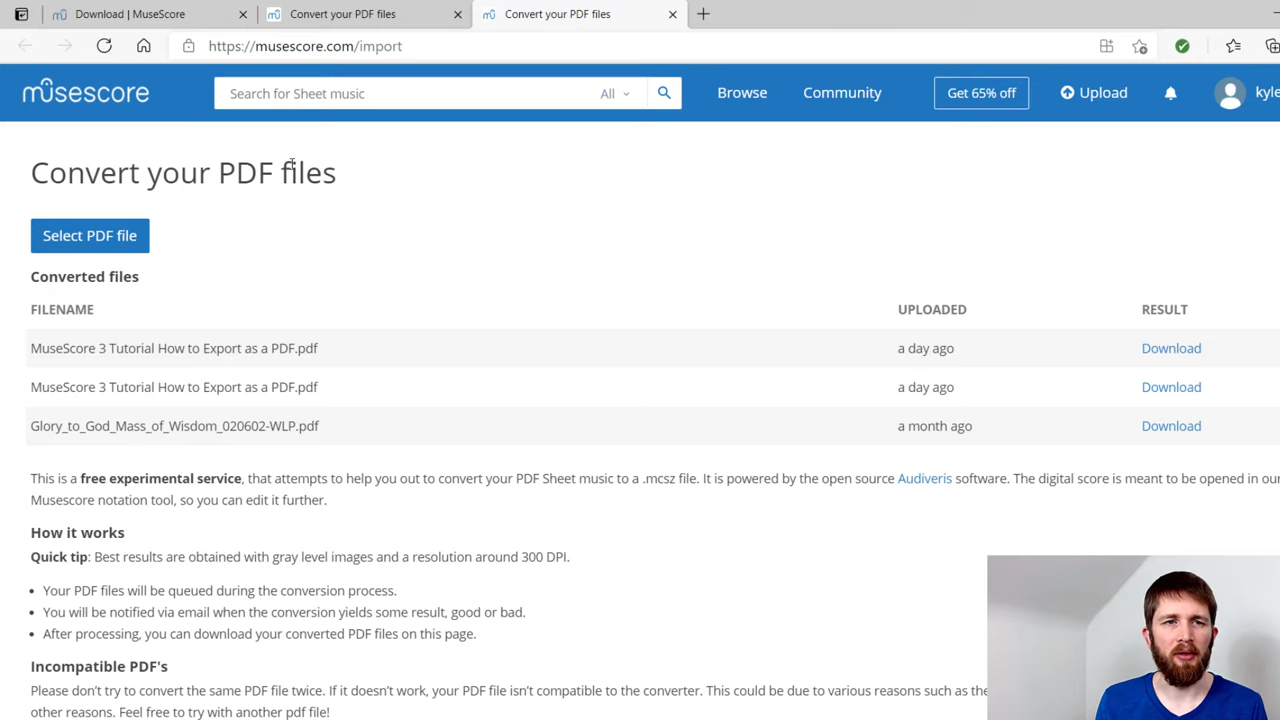 Download | MuseScore
Convert your PDF files
Convert your PDF files
https://musescore.com/import
musescore
Search for Sheet music
All
Browse
Community
Get 65% off
Upload
kyle
Convert your PDF files
Select PDF file
Converted files
FILENAME UPLOADED RESULT
MuseScore 3 Tutorial How to Export as a PDF.pdf a day ago Download
MuseScore 3 Tutorial How to Export as a PDF.pdf a day ago Download
Glory_to_God_Mass_of_Wisdom_020602-WLP.pdf a month ago Download
This is a free experimental service, that attempts to help you out to convert your PDF Sheet music to a .mcsz file. It is powered by the open source Audiveris software. The digital score is meant to be opened in our
Musescore notation tool, so you can edit it further.
How it works
Quick tip: Best results are obtained with gray level images and a resolution around 300 DPI.
• Your PDF files will be queued during the conversion process.
• You will be notified via email when the conversion yields some result, good or bad.
• After processing, you can download your converted PDF files on this page.
Incompatible PDF's
Please don't try to convert the same PDF file twice. If it doesn't work, your PDF file isn't compatible to the converter. This could be due to various reasons such as the
other reasons. Feel free to try with another pdf file!